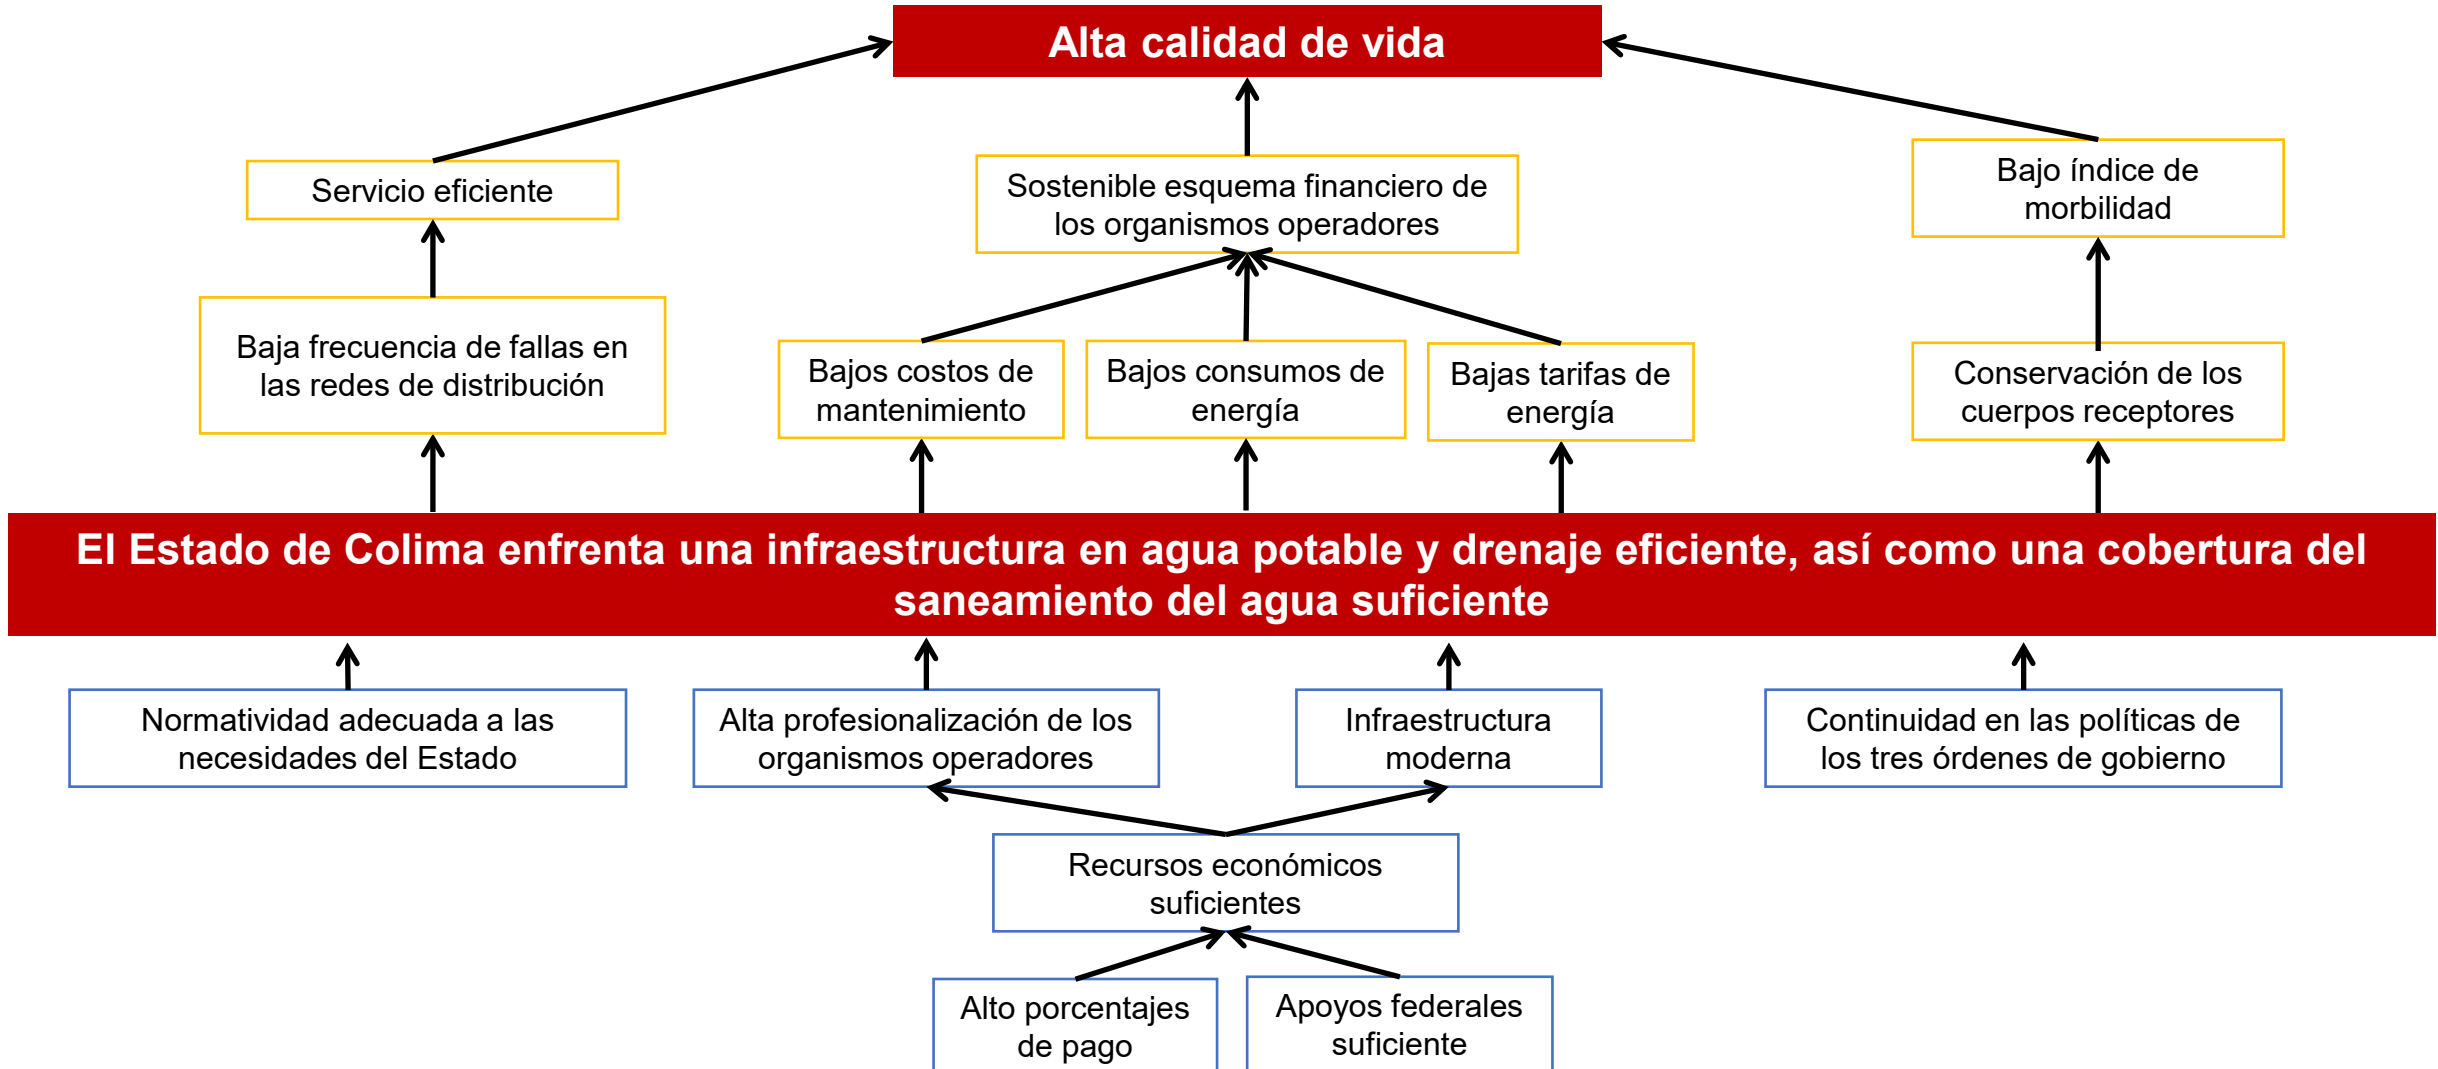 Alta calidad de vida
Servicio eficiente
Sostenible esquema financiero de
los organismos operadores
Bajo índice de
morbilidad
Baja frecuencia de fallas en
las redes de distribución
Bajos costos de
mantenimiento
Bajos consumos de
energía
Bajas tarifas de
energía
Conservación de los
cuerpos receptores
El Estado de Colima enfrenta una infraestructura en agua potable y drenaje eficiente, así como una cobertura del
saneamiento del agua suficiente
Normatividad adecuada a las
necesidades del Estado
Alta profesionalización de los
organismos operadores
Infraestructura
moderna
Continuidad en las políticas de
los tres órdenes de gobierno
Recursos económicos
suficientes
Alto porcentajes
de pago
Apoyos federales
suficiente